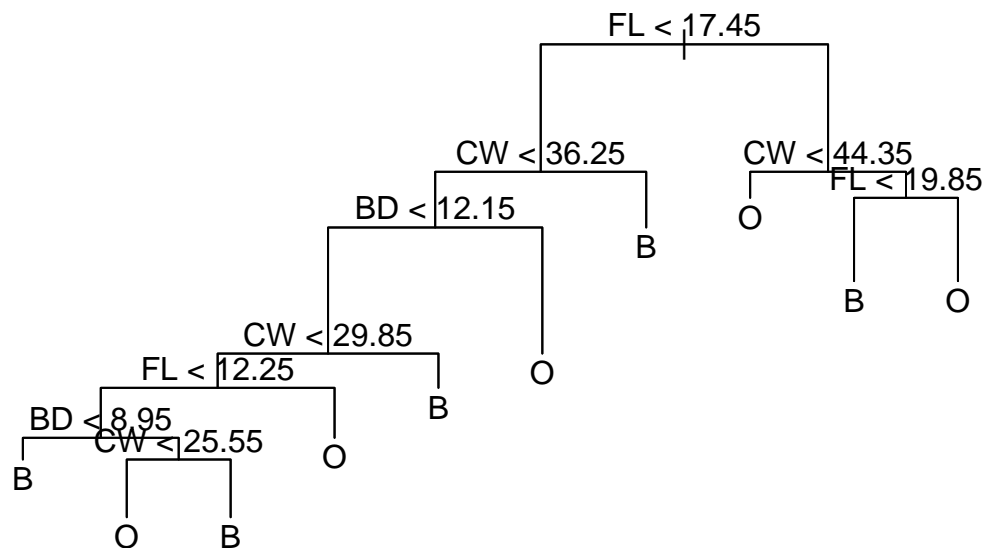 FL < 17.45
CW < 36.25
CW < 44.35
FL < 19.85
BD < 12.15
O
B
B
O
CW < 29.85
FL < 12.25
O
B
BD < 8.95
CW < 25.55
O
B
O
B